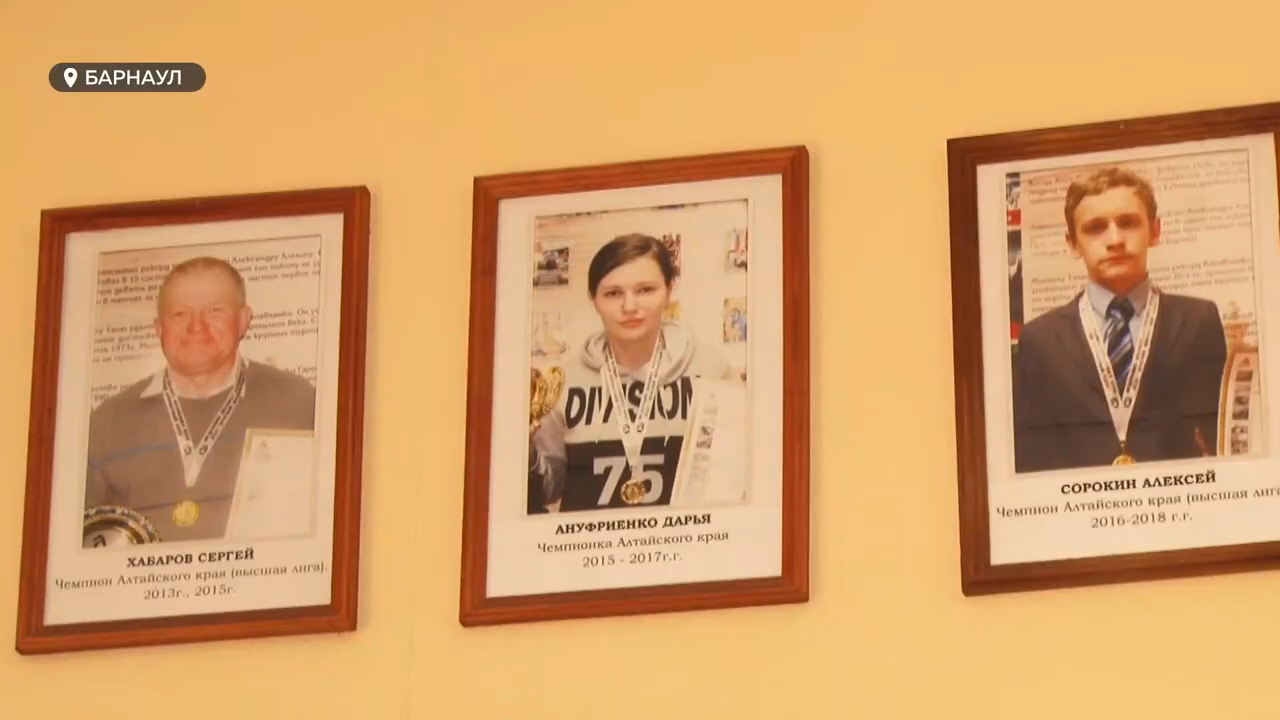 БАРНАУЛ
ХАБАРОВ СЕРГЕЙ
Чемпион Алтайского края (высшая лига).
2013г., 2015г.
DIVISION
75
АНУФРИЕНКО ДАРЬЯ
Чемпионка Алтайского края
2015 - 2017г.г.
СОРОКИН АЛЕКСЕЙ
Чемпион Алтайского края (высшая лига
2016-2018 г.г.